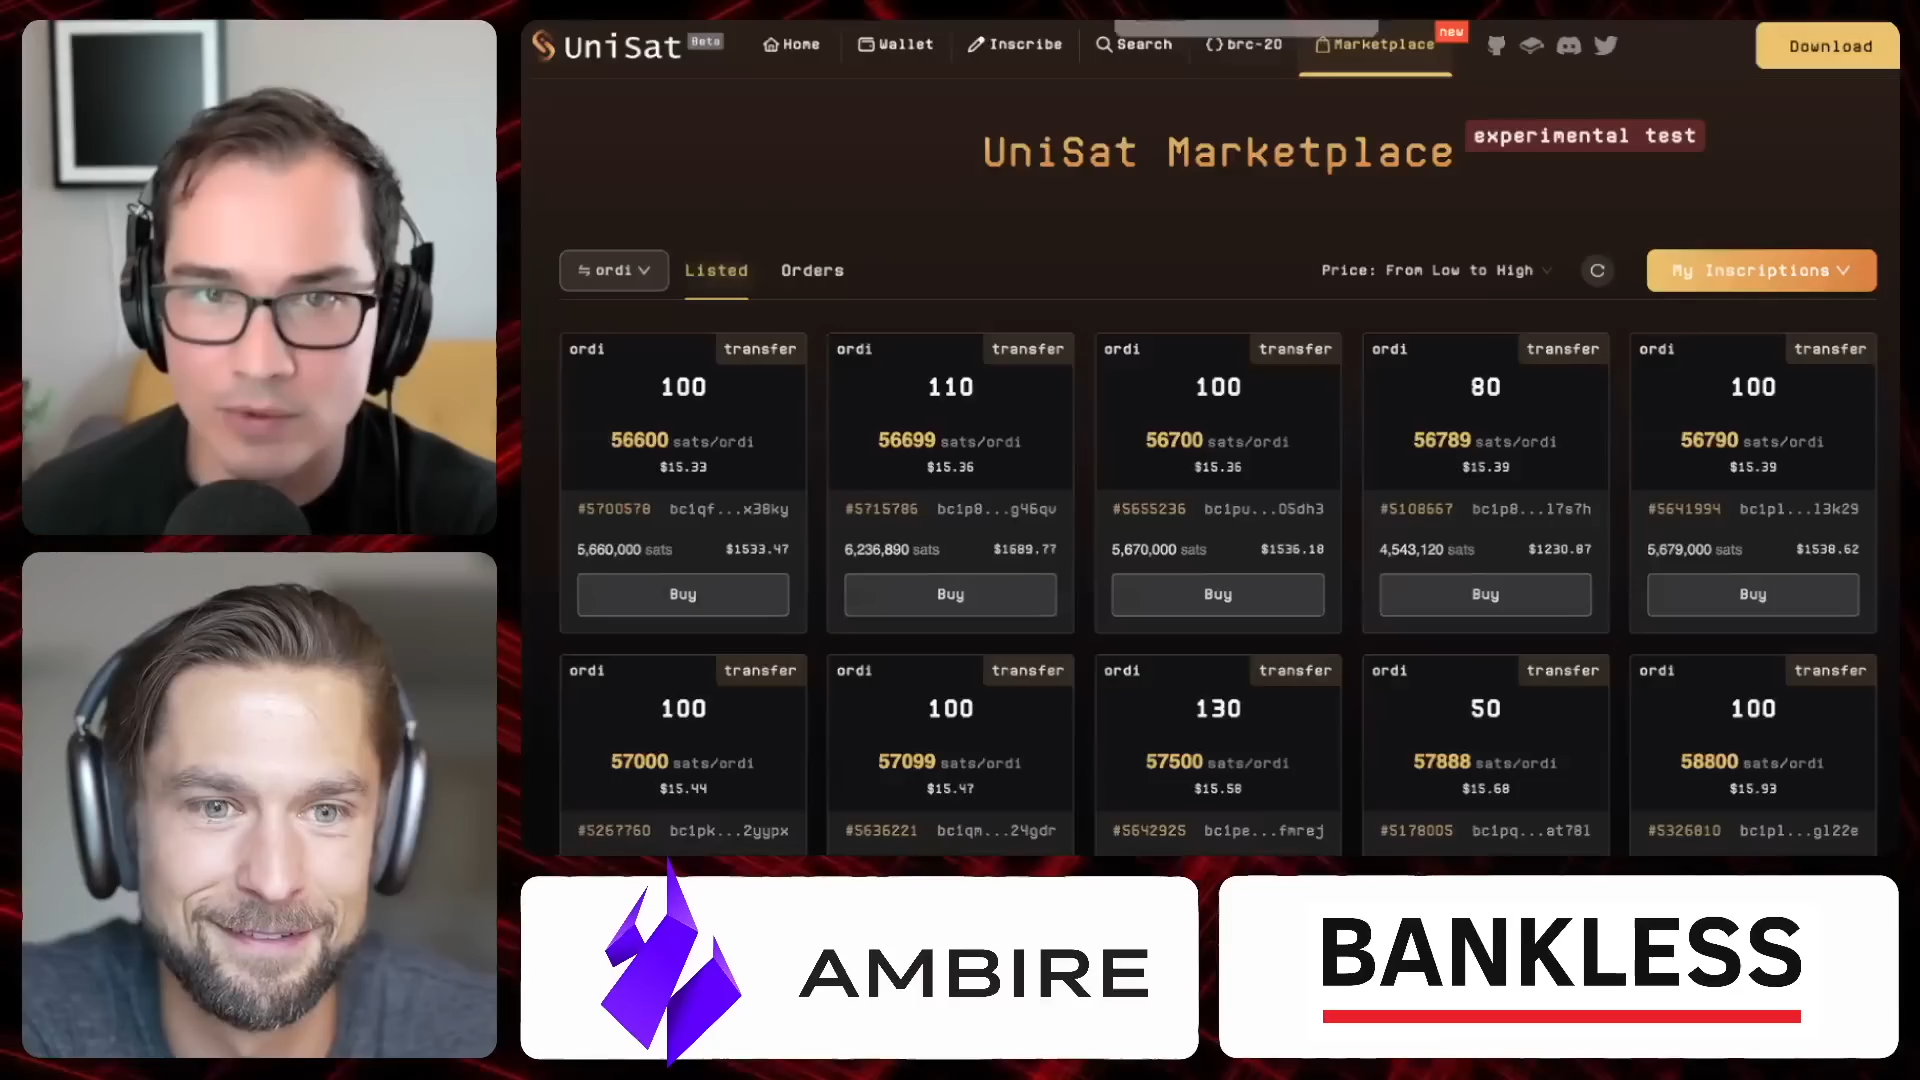 UniSat Beta Home Wallet Inscribe Search brc-20 Marketplace new Download
UniSat Marketplace experimental test
ordi Listed Orders Price: From Low to High My Inscriptions
ordi transfer
100
56600 sats/ordi
$15.33
#5700578 bc1qf...x38ky
5,660,000 sats $1533.47
Buy
ordi transfer
110
56699 sats/ordi
$15.36
#5715786 bc1p8...g46qv
6,236,890 sats $1689.77
Buy
ordi transfer
100
56700 sats/ordi
$15.36
#5655236 bc1pu...05dh3
5,670,000 sats $1536.18
Buy
ordi transfer
80
56789 sats/ordi
$15.39
#5108667 bc1p8...l7s7h
4,543,120 sats $1230.87
Buy
ordi transfer
100
56790 sats/ordi
$15.39
#5641994 bc1pl...l3k29
5,679,000 sats $1538.62
Buy
ordi transfer
100
57000 sats/ordi
$15.44
#5267760 bc1pk...2yypx
ordi transfer
100
57099 sats/ordi
$15.47
#5636221 bc1qm...24gdr
ordi transfer
130
57500 sats/ordi
$15.58
#5642925 bc1pe...fmrej
ordi transfer
50
57888 sats/ordi
$15.68
#5178005 bc1pq...at78l
ordi transfer
100
58800 sats/ordi
$15.93
#5326810 bc1pl...gl22e
AMBIRE
BANKLESS